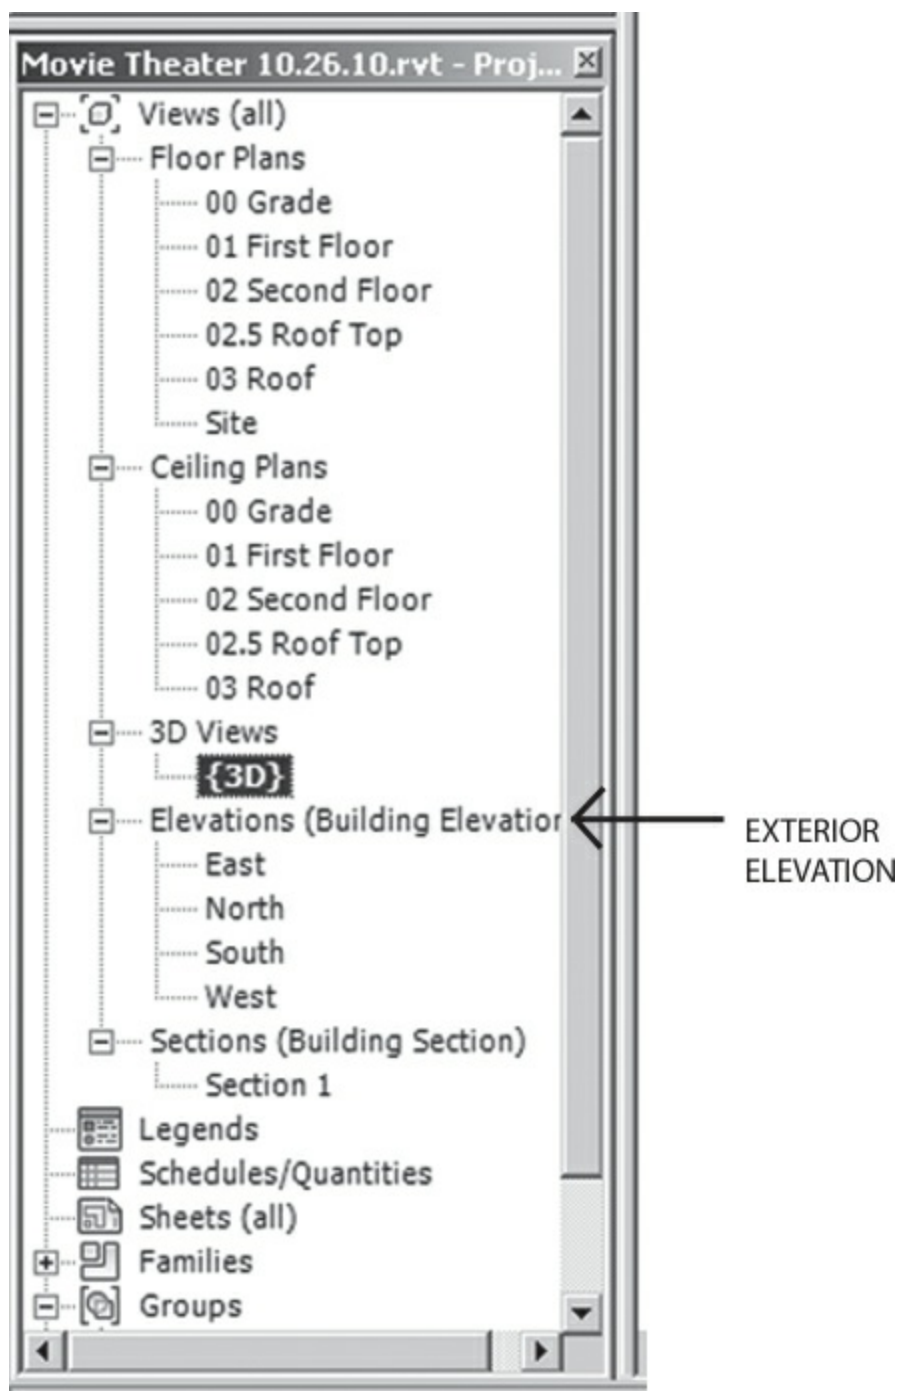 Movie Theater 10.26.10.rvt - Proj...
Views (all)
Floor Plans
00 Grade
01 First Floor
02 Second Floor
02.5 Roof Top
03 Roof
Site
Ceiling Plans
00 Grade
01 First Floor
02 Second Floor
02.5 Roof Top
03 Roof
3D Views
{3D}
Elevations (Building Elevation
East
North
South
West
Sections (Building Section)
Section 1
Legends
Schedules/Quantities
Sheets (all)
Families
Groups
EXTERIOR
ELEVATION